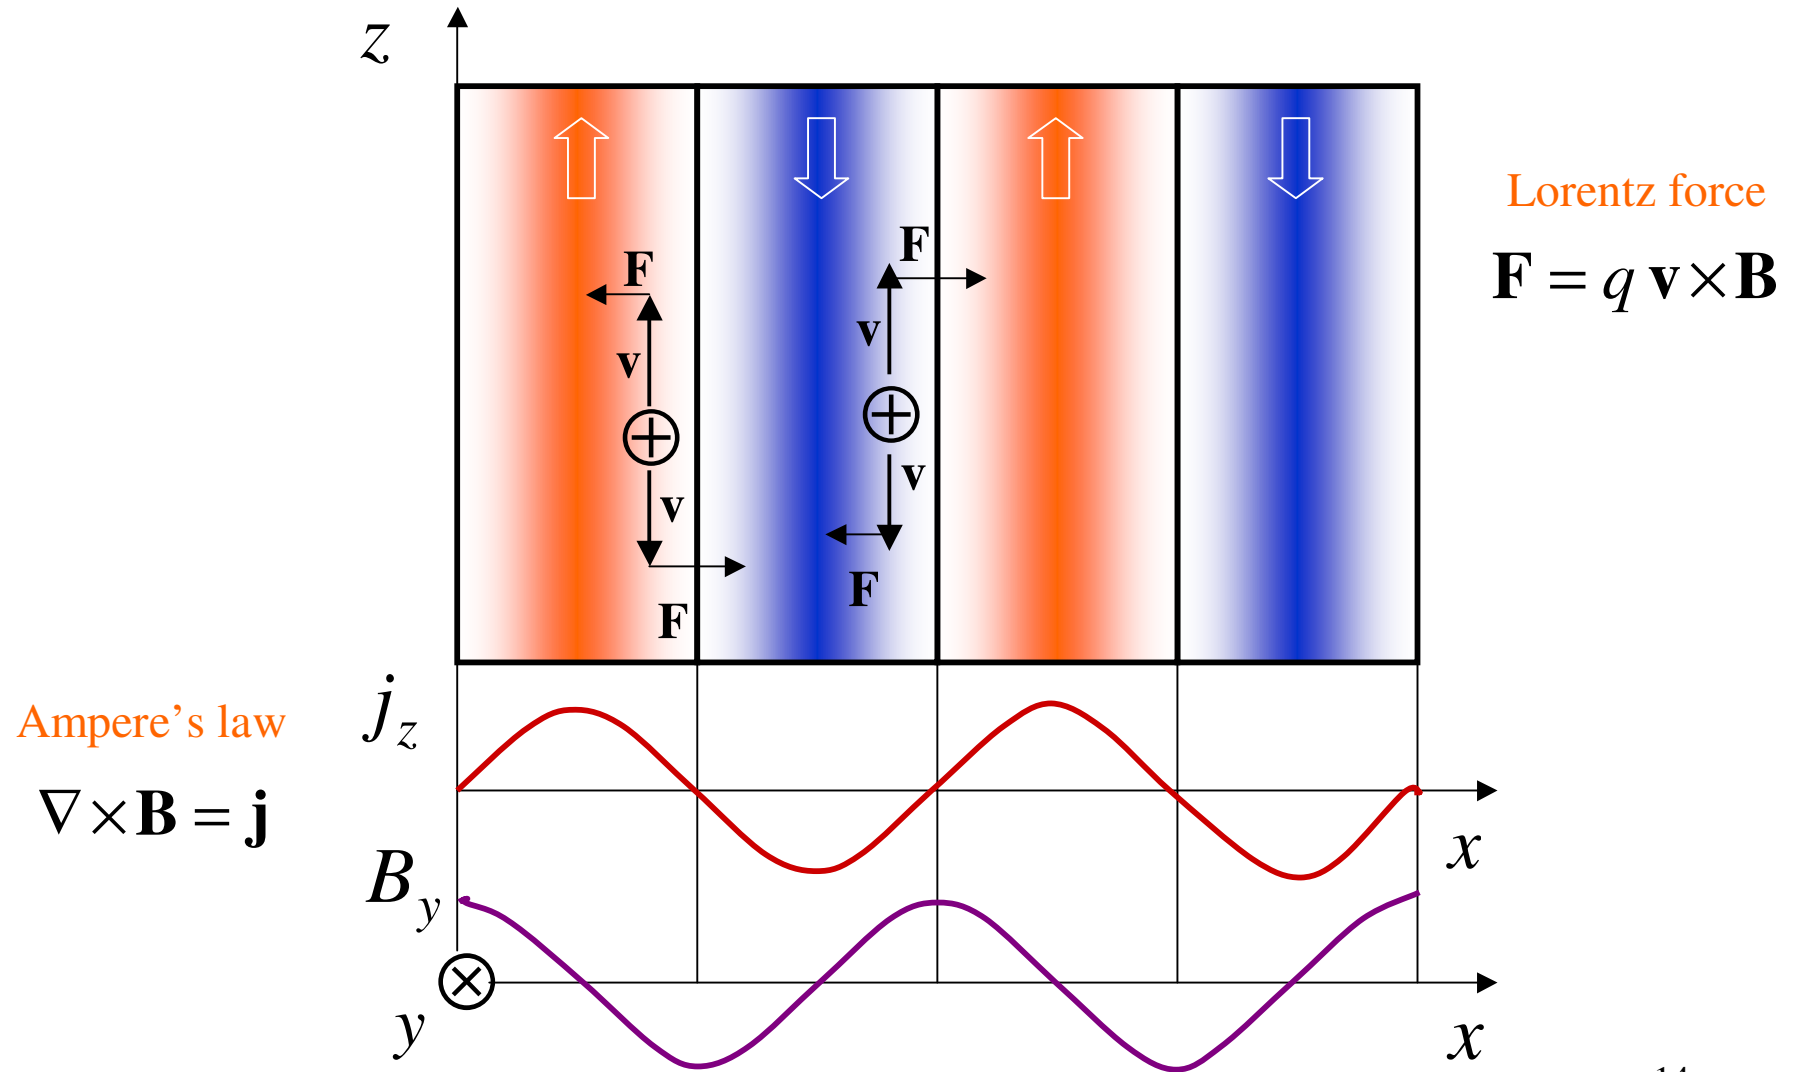 z
F
F
v
v
v
v
F
F
Lorentz force
F = q v×B
Ampere’s law
∇×B = j
j_z
x
B_y
y
x